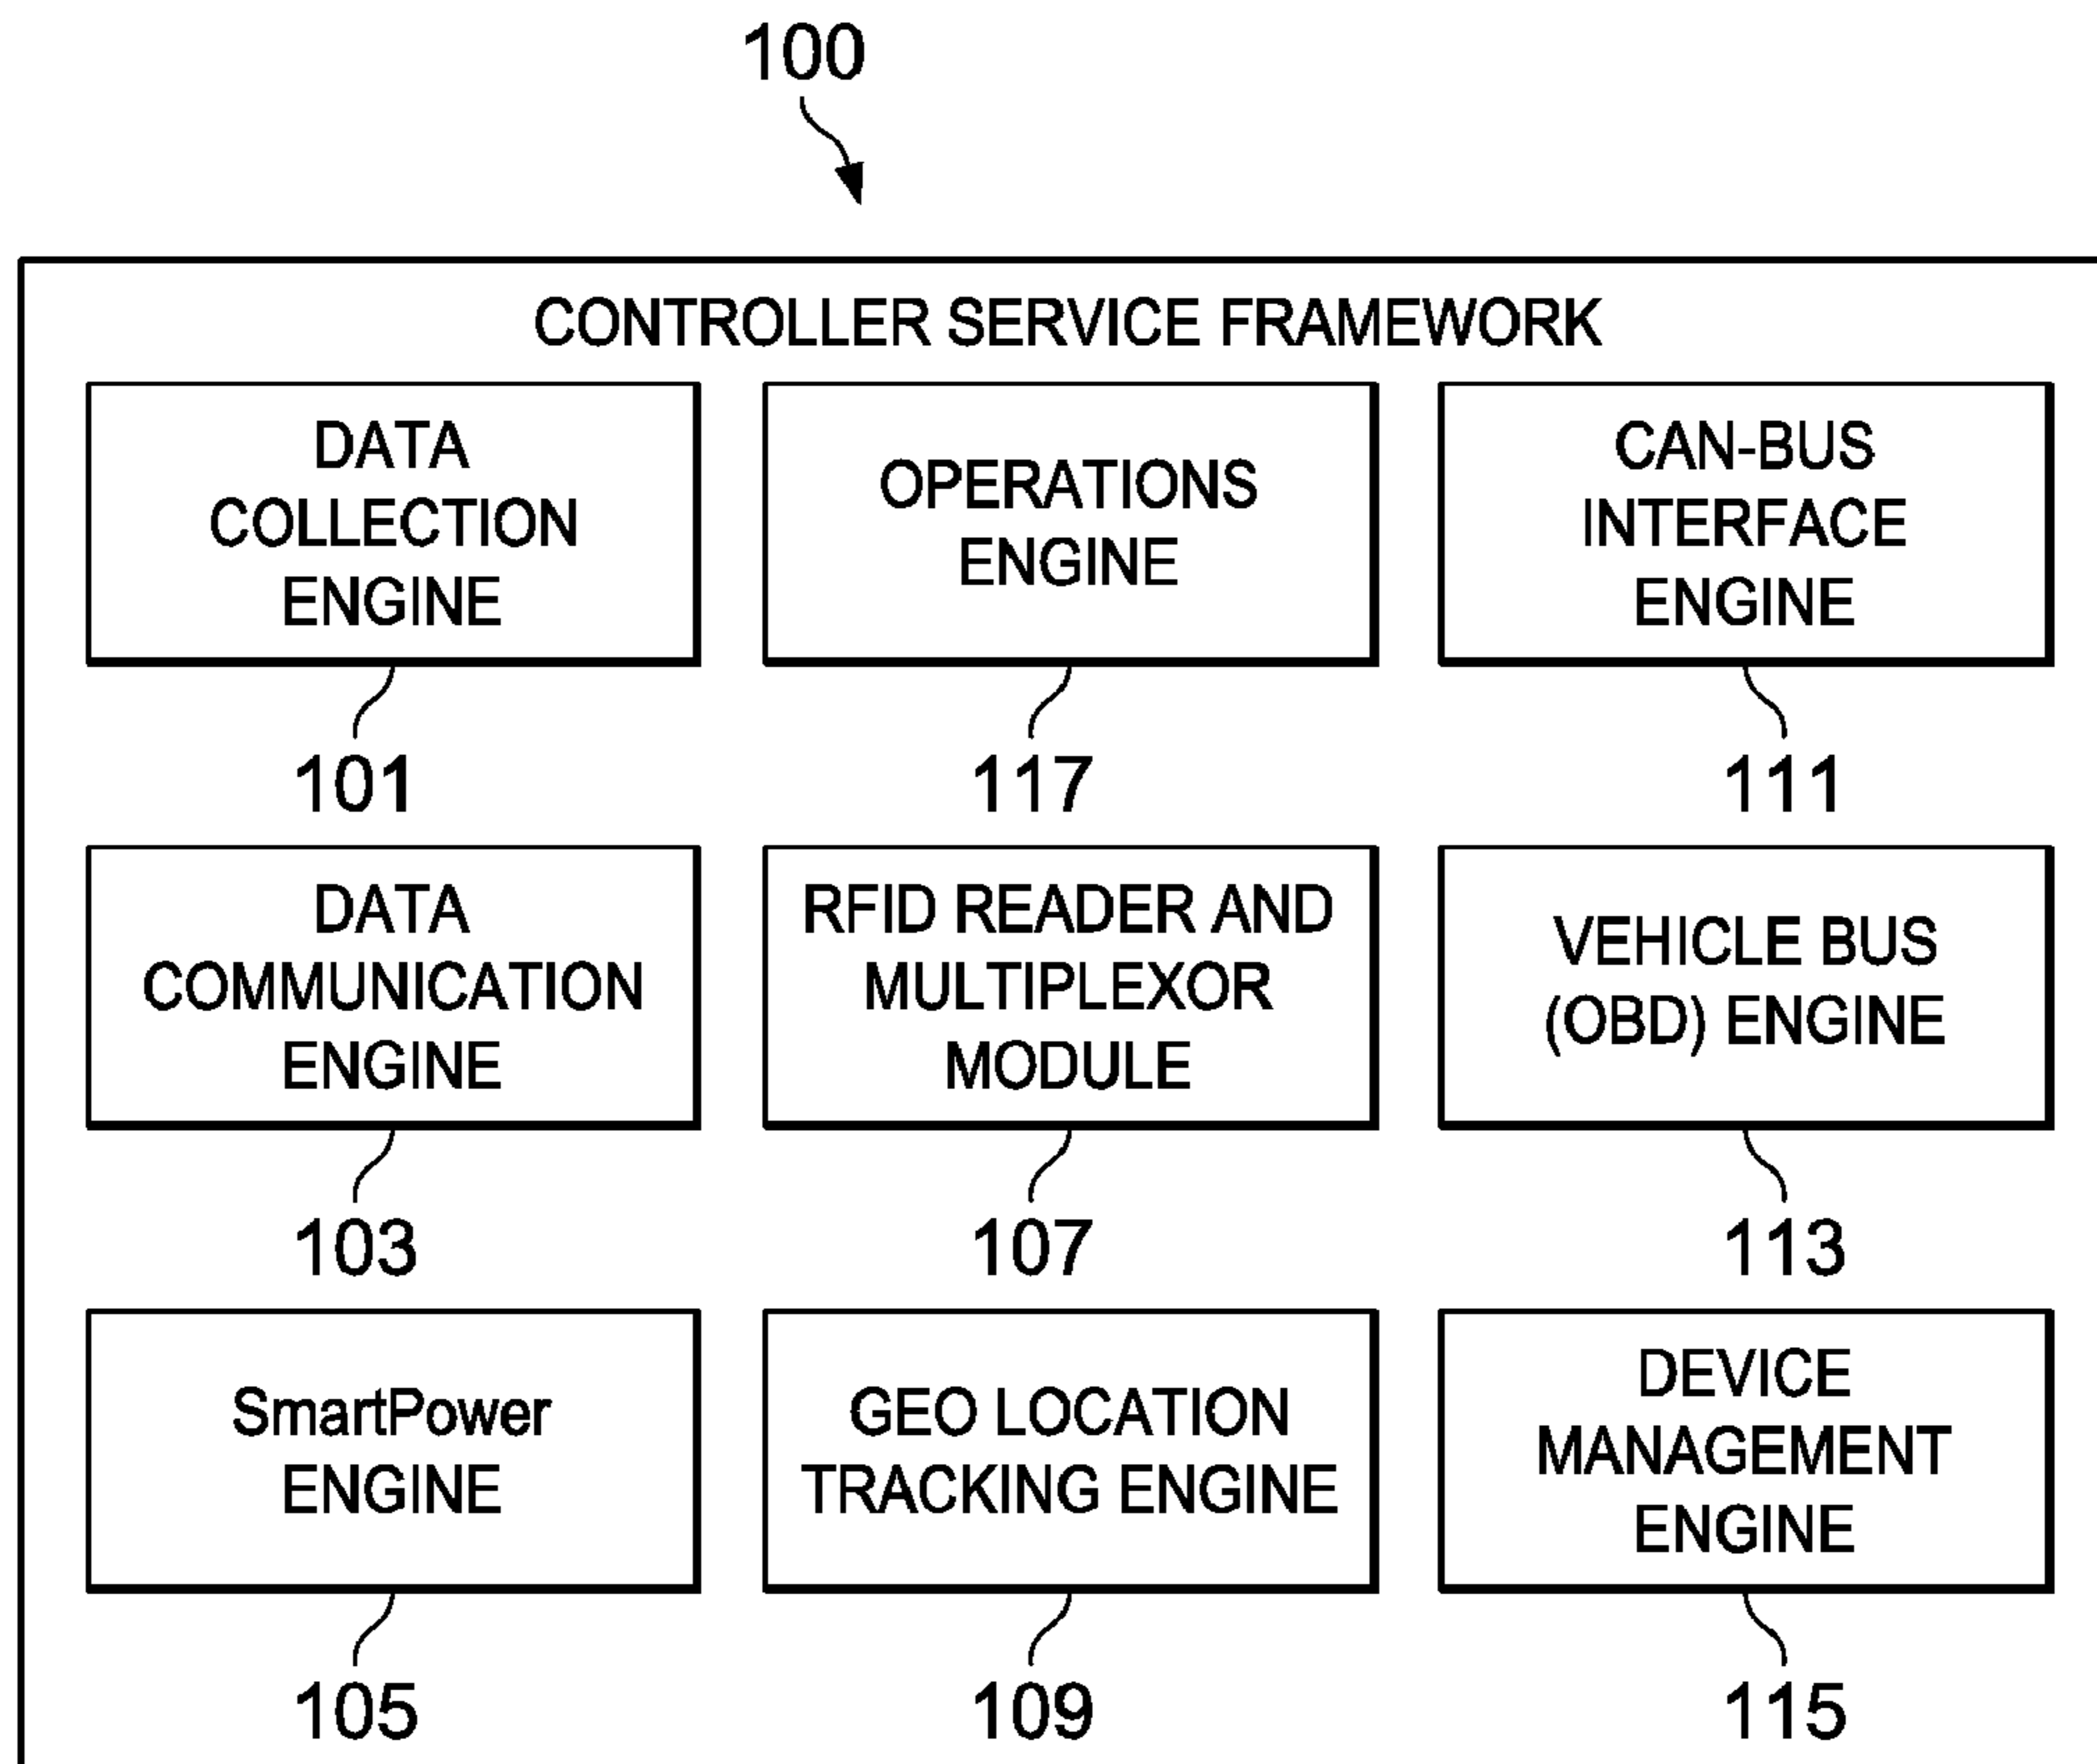 100
CONTROLLER SERVICE FRAMEWORK
DATA
COLLECTION
ENGINE
101
OPERATIONS
ENGINE
117
CAN-BUS
INTERFACE
ENGINE
111
DATA
COMMUNICATION
ENGINE
103
RFID READER AND
MULTIPLEXOR
MODULE
107
VEHICLE BUS
(OBD) ENGINE
113
SmartPower
ENGINE
105
GEO LOCATION
TRACKING ENGINE
109
DEVICE
MANAGEMENT
ENGINE
115